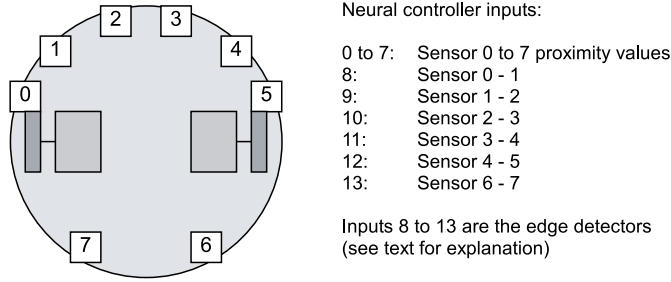 2
3
1
4
0
5
7
6
Neural controller inputs:
0 to 7: Sensor 0 to 7 proximity values
8: Sensor 0 - 1
9: Sensor 1 - 2
10: Sensor 2 - 3
11: Sensor 3 - 4
12: Sensor 4 - 5
13: Sensor 6 - 7
Inputs 8 to 13 are the edge detectors
(see text for explanation)